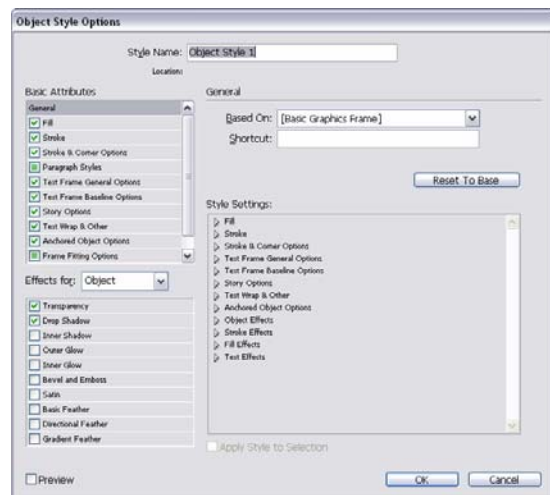 Object Style Options
Style Name: Object Style 1
Location:
Basic Attributes
General
Fill
Stroke
Stroke & Corner Options
Paragraph Styles
Text Frame General Options
Text Frame Baseline Options
Story Options
Text Wrap & Other
Anchored Object Options
Frame Fitting Options
Effects for: Object
Transparency
Drop Shadow
Inner Shadow
Outer Glow
Inner Glow
Bevel and Emboss
Satin
Basic Feather
Directional Feather
Gradient Feather
Preview
General
Based On: [Basic Graphics Frame]
Shortcut:
Reset To Base
Style Settings:
Fill
Stroke
Stroke & Corner Options
Text Frame General Options
Text Frame Baseline Options
Story Options
Text Wrap & Other
Anchored Object Options
Object Effects
Stroke Effects
Fill Effects
Text Effects
Apply Style to Selection
OK
Cancel